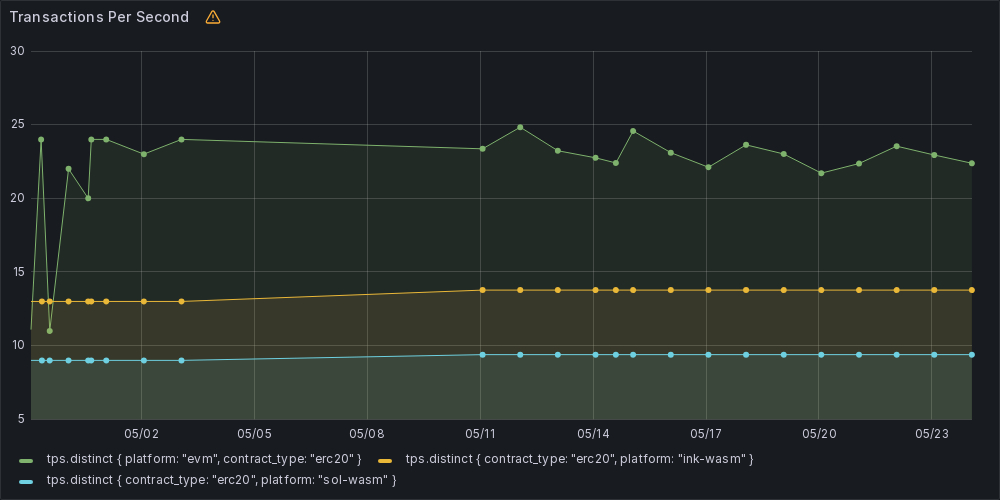 Transactions Per Second
30
25
20
15
10
5
05/02 05/05 05/08 05/11 05/14 05/17 05/20 05/23
tps.distinct { platform: "evm", contract_type: "erc20" } tps.distinct { contract_type: "erc20", platform: "ink-wasm" }
tps.distinct { contract_type: "erc20", platform: "sol-wasm" }